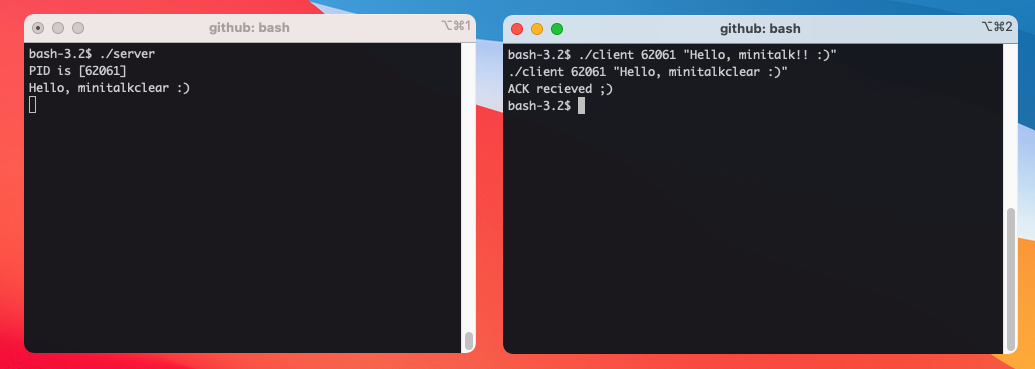 github: bash
⌥⌘1
bash-3.2$ ./server
PID is [62061]
Hello, minitalkclear :)
github: bash
⌥⌘2
bash-3.2$ ./client 62061 "Hello, minitalk!! :)"
./client 62061 "Hello, minitalkclear :)"
ACK recieved ;)
bash-3.2$